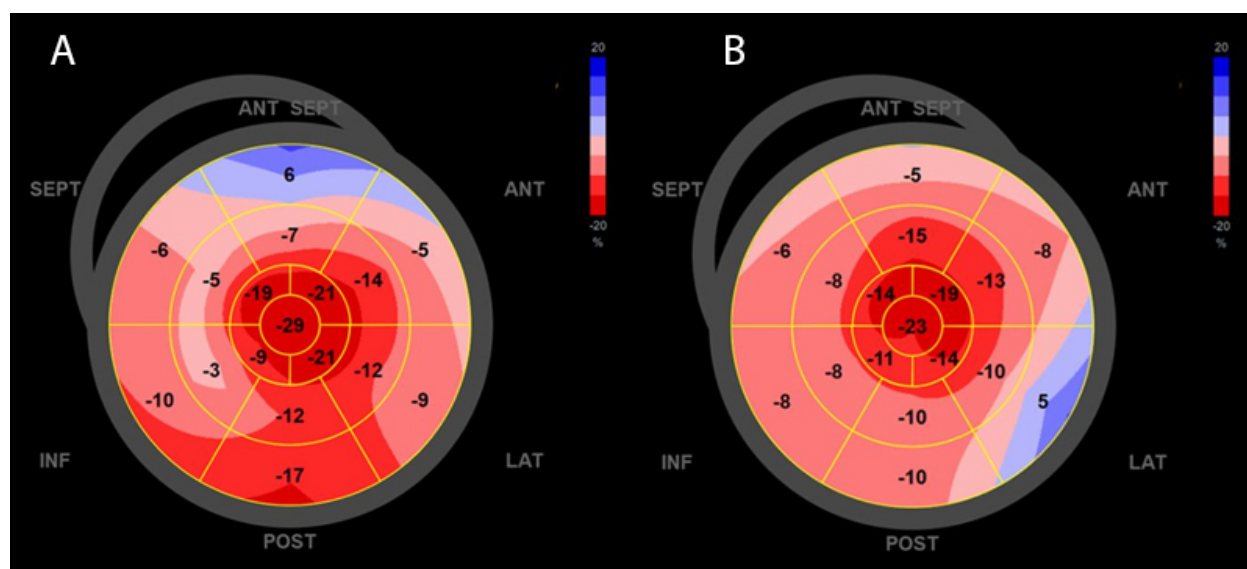 A
B
20
20
ANT SEPT
ANT SEPT
6
-5
SEPT
ANT
SEPT
ANT
-20
%
-20
%
-6
-7
-5
-6
-15
-8
-5
-14
-8
-13
-19
-21
-14
-19
-29
-23
-9
-21
-11
-14
-3
-12
-8
-10
-10
-9
-8
5
-12
-10
INF
LAT
INF
LAT
-17
-10
POST
POST